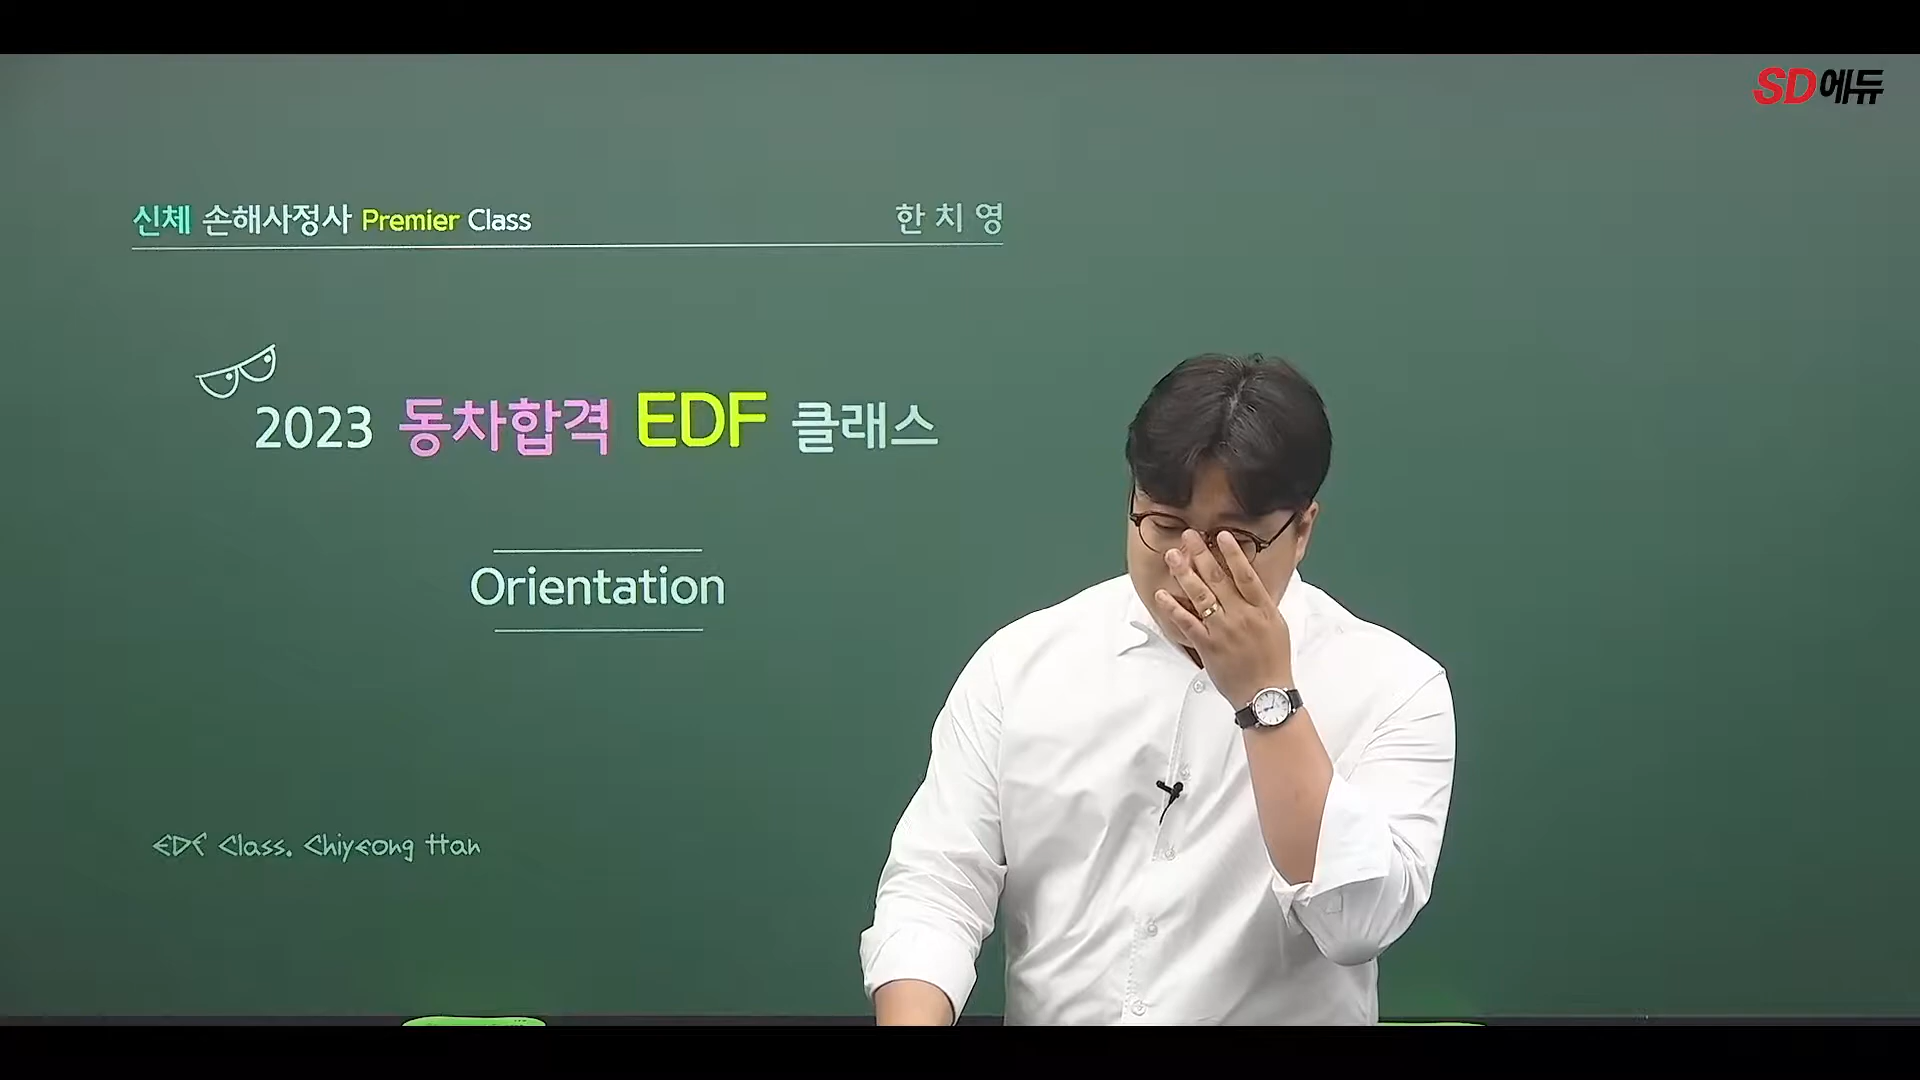 SD에듀
신체 손해사정사 Premier Class
한치영
2023 동차합격 EDF 클래스
Orientation
EDF Class. Chiyeong Han